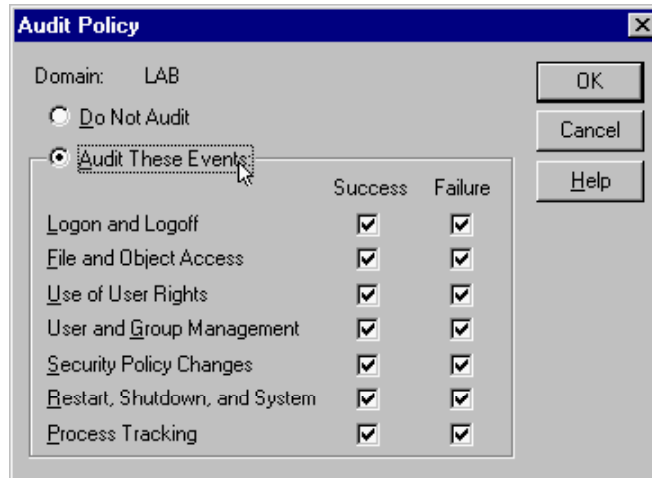 Audit Policy
Domain: LAB
Do Not Audit
Audit These Events:
Success Failure
Logon and Logoff
File and Object Access
Use of User Rights
User and Group Management
Security Policy Changes
Restart, Shutdown, and System
Process Tracking
OK
Cancel
Help